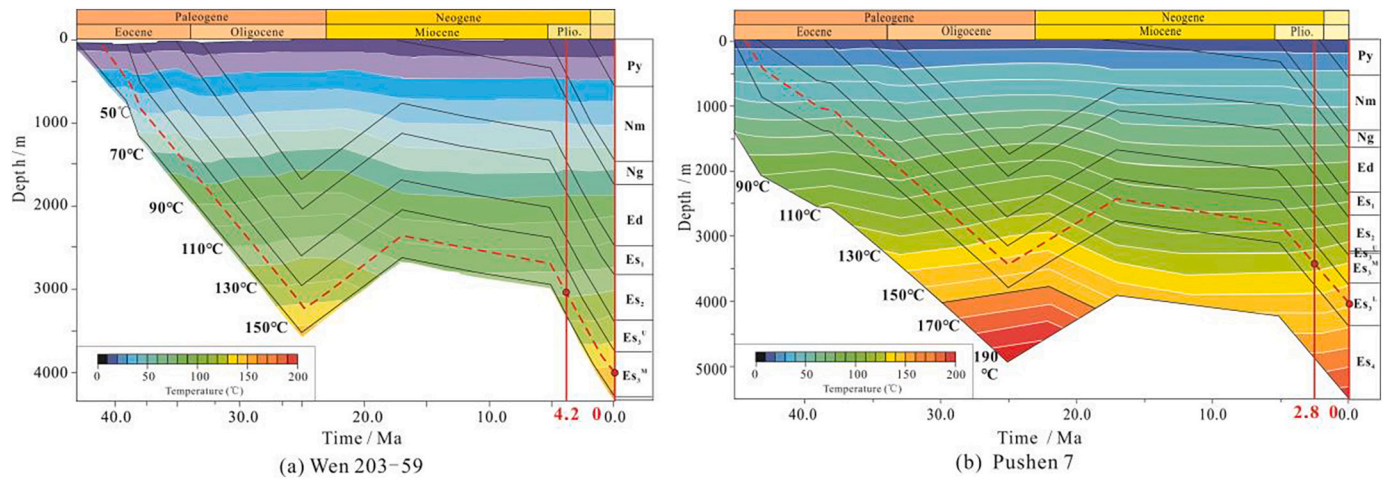 Paleogene Neogene
Eocene Oligocene Miocene Plio.
0
1000
2000
3000
4000
Depth / m
50℃
70℃
90℃
110℃
130℃
150℃
0 50 100 150 200
Temperature (℃)
Py
Nm
Ng
Ed
Es1
Es2
Es3U
Es3M
40.0 30.0 20.0 10.0 0.0
4.2 0
Time / Ma
(a) Wen 203-59
Paleogene Neogene
Eocene Oligocene Miocene Plio.
0
1000
2000
3000
4000
5000
Depth / m
90℃
110℃
130℃
150℃
170℃
190
℃
0 50 100 150 200
Temperature (℃)
Py
Nm
Ng
Ed
Es1
Es2
Es3M
Es3L
Es4
40.0 30.0 20.0 10.0 0.0
2.8 0
Time / Ma
(b) Pushen 7